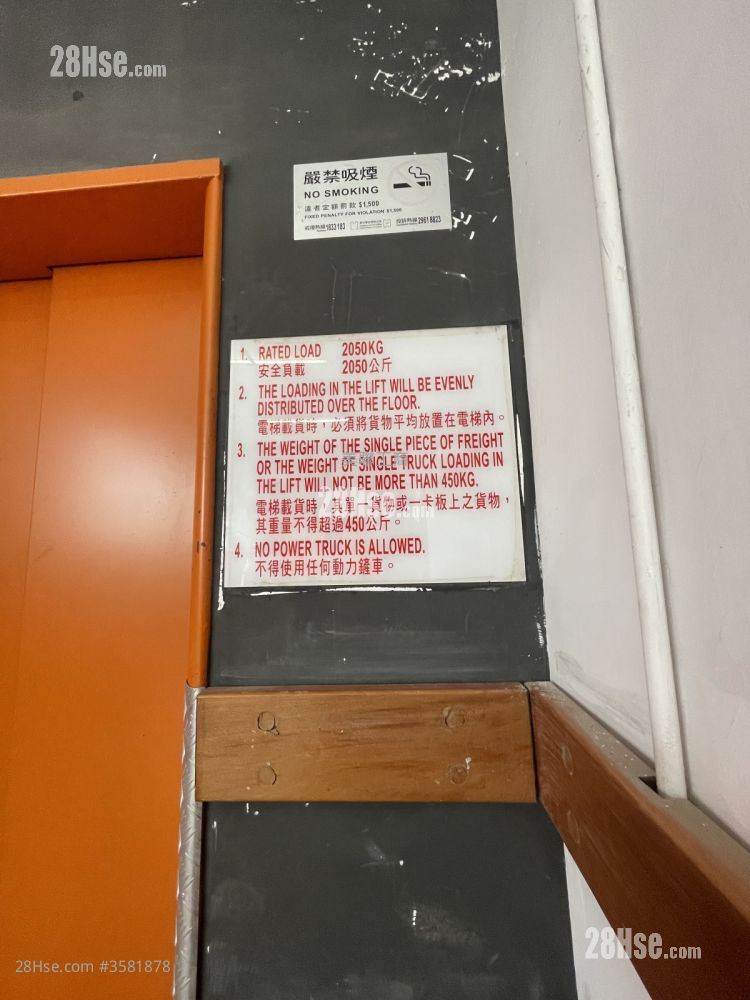 28Hse.com
嚴禁吸煙
NO SMOKING
違者定額罰款 $1,500
FIXED PENALTY FOR VIOLATION $1,500
1833 183
2961 8823
1. RATED LOAD 2050KG
安全負載 2050公斤
2. THE LOADING IN THE LIFT WILL BE EVENLY
DISTRIBUTED OVER THE FLOOR.
電梯載貨時，必須將貨物平均放置在電梯內。
3. THE WEIGHT OF THE SINGLE PIECE OF FREIGHT
OR THE WEIGHT OF SINGLE TRUCK LOADING IN
THE LIFT WILL NOT BE MORE THAN 450KG.
28Hse.com
電梯載貨時，其單一貨物或一卡板上之貨物，
其重量不得超過450公斤。
4. NO POWER TRUCK IS ALLOWED.
不得使用任何動力鏟車。
28Hse.com
28Hse.com #3581878